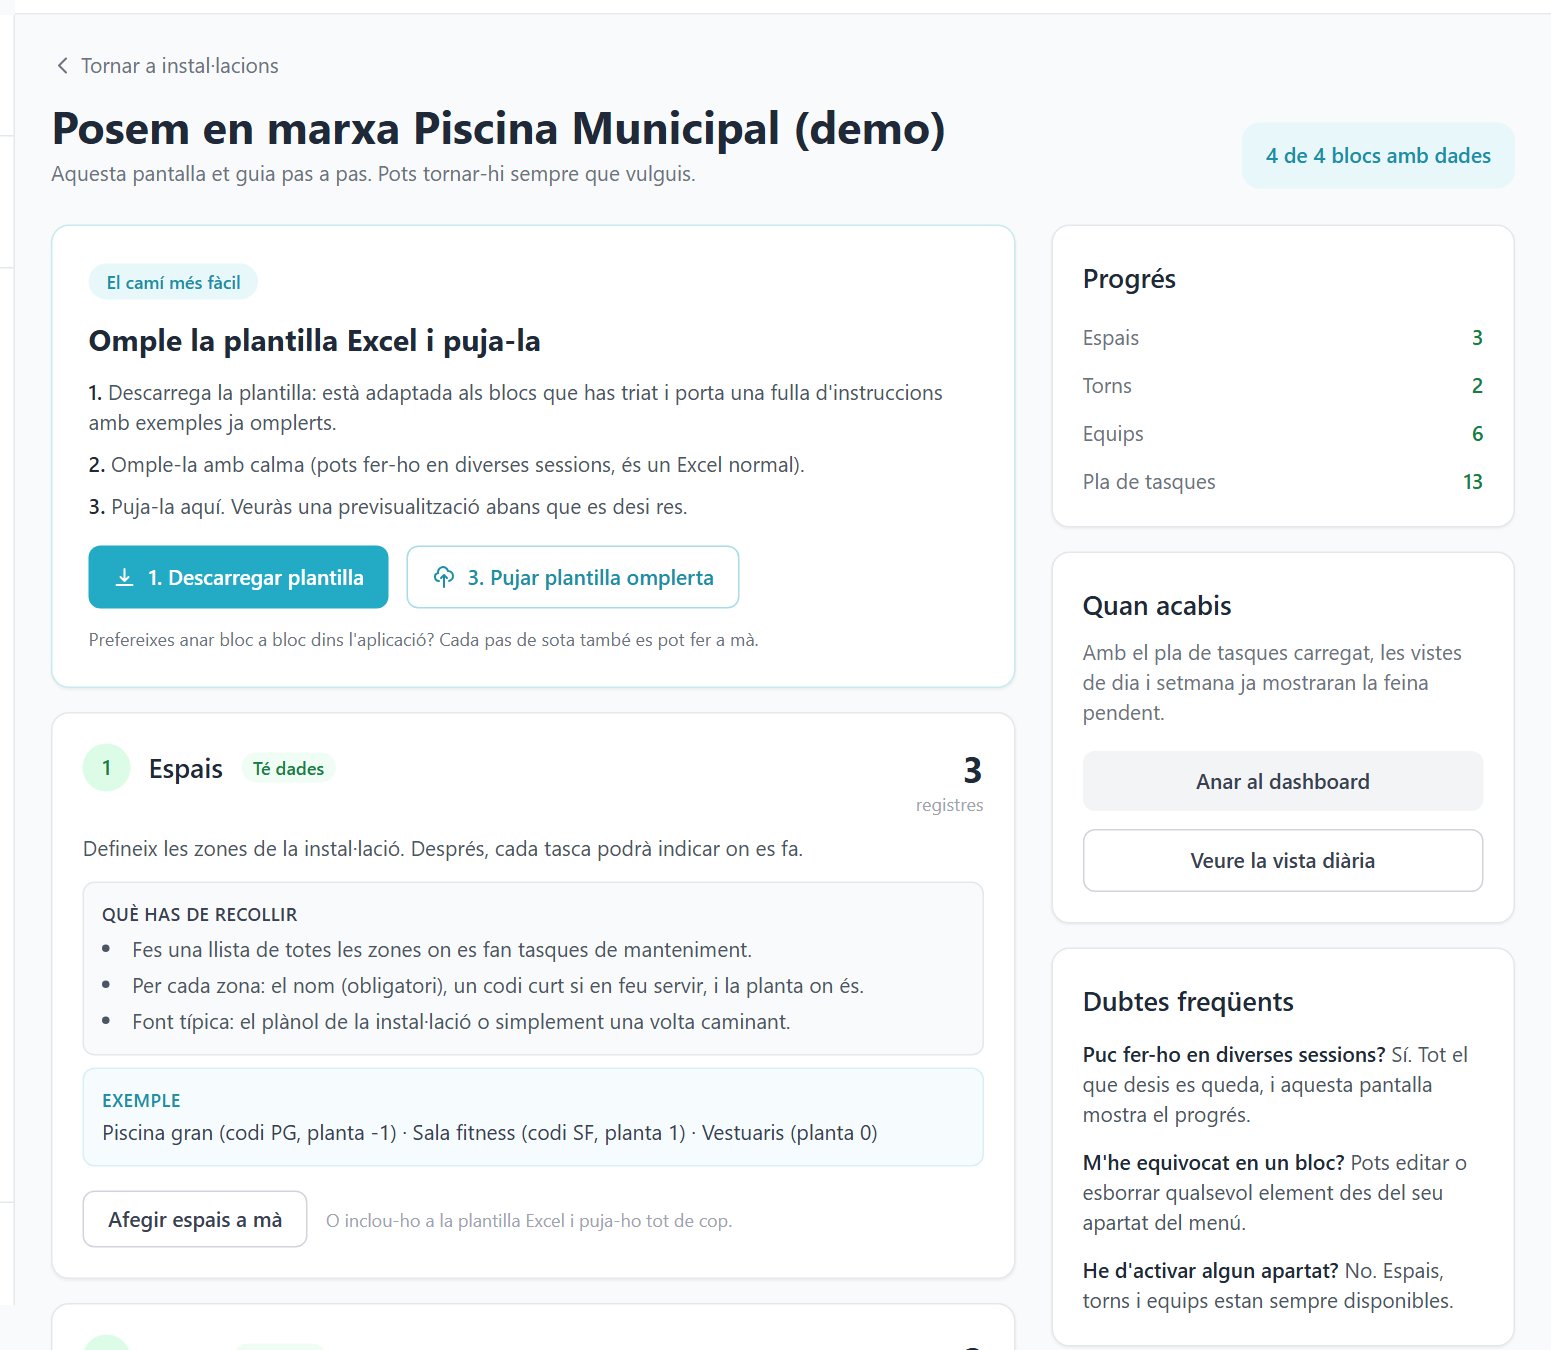 Tornar a instal·lacions
Posem en marxa Piscina Municipal (demo)
Aquesta pantalla et guia pas a pas. Pots tornar-hi sempre que vulguis.
4 de 4 blocs amb dades
El camí més fàcil
Omple la plantilla Excel i puja-la
1. Descarrega la plantilla: està adaptada als blocs que has triat i porta una fulla d'instruccions
amb exemples ja omplerts.
2. Omple-la amb calma (pots fer-ho en diverses sessions, és un Excel normal).
3. Puja-la aquí. Veuràs una previsualització abans que es desi res.
1. Descarregar plantilla
3. Pujar plantilla omplerta
Prefereixes anar bloc a bloc dins l'aplicació? Cada pas de sota també es pot fer a mà.
1 Espais Té dades
3
registres
Defineix les zones de la instal·lació. Després, cada tasca podrà indicar on es fa.
QUÈ HAS DE RECOLLIR
• Fes una llista de totes les zones on es fan tasques de manteniment.
• Per cada zona: el nom (obligatori), un codi curt si en feu servir, i la planta on és.
• Font típica: el plànol de la instal·lació o simplement una volta caminant.
EXEMPLE
Piscina gran (codi PG, planta -1) · Sala fitness (codi SF, planta 1) · Vestuaris (planta 0)
Afegir espais a mà
O inclou-ho a la plantilla Excel i puja-ho tot de cop.
Progrés
Espais 3
Torns 2
Equips 6
Pla de tasques 13
Quan acabis
Amb el pla de tasques carregat, les vistes
de dia i setmana ja mostraran la feina
pendent.
Anar al dashboard
Veure la vista diària
Dubtes freqüents
Puc fer-ho en diverses sessions? Sí. Tot el
que desis es queda, i aquesta pantalla
mostra el progrés.
M'he equivocat en un bloc? Pots editar o
esborrar qualsevol element des del seu
apartat del menú.
He d'activar algun apartat? No. Espais,
torns i equips estan sempre disponibles.